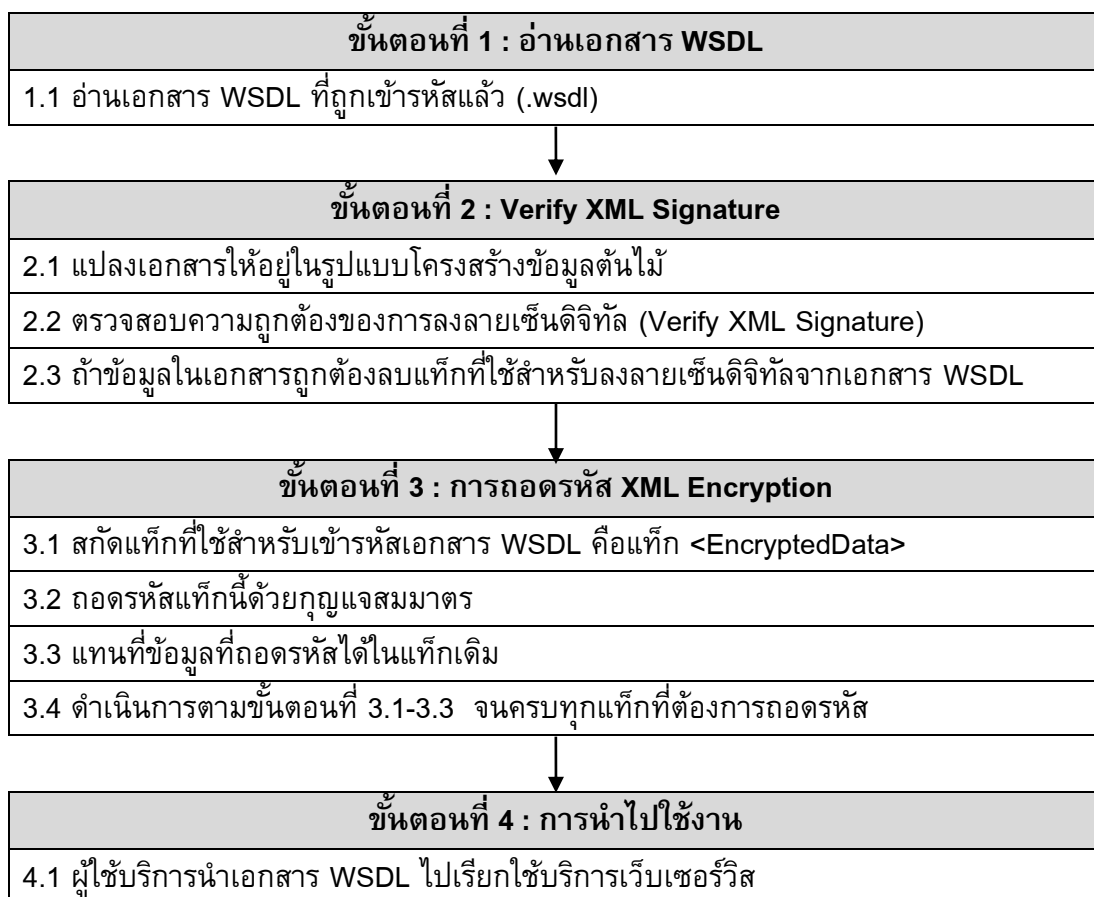 ขั้นตอนที่ 1 : อ่านเอกสาร WSDL
1.1 อ่านเอกสาร WSDL ที่ถูกเข้ารหัสแล้ว (.wsdl)
ขั้นตอนที่ 2 : Verify XML Signature
2.1 แปลงเอกสารให้อยู่ในรูปแบบโครงสร้างข้อมูลต้นไม้
2.2 ตรวจสอบความถูกต้องของการลงลายเซ็นดิจิทัล (Verify XML Signature)
2.3 ถ้าข้อมูลในเอกสารถูกต้องลบแท็กที่ใช้สำหรับลงลายเซ็นดิจิทัลจากเอกสาร WSDL
ขั้นตอนที่ 3 : การถอดรหัส XML Encryption
3.1 สกัดแท็กที่ใช้สำหรับเข้ารหัสเอกสาร WSDL คือแท็ก <EncryptedData>
3.2 ถอดรหัสแท็กนี้ด้วยกุญแจสมมาตร
3.3 แทนที่ข้อมูลที่ถอดรหัสได้ในแท็กเดิม
3.4 ดำเนินการตามขั้นตอนที่ 3.1-3.3 จนครบทุกแท็กที่ต้องการถอดรหัส
ขั้นตอนที่ 4 : การนำไปใช้งาน
4.1 ผู้ใช้บริการนำเอกสาร WSDL ไปเรียกใช้บริการเว็บเซอร์วิส